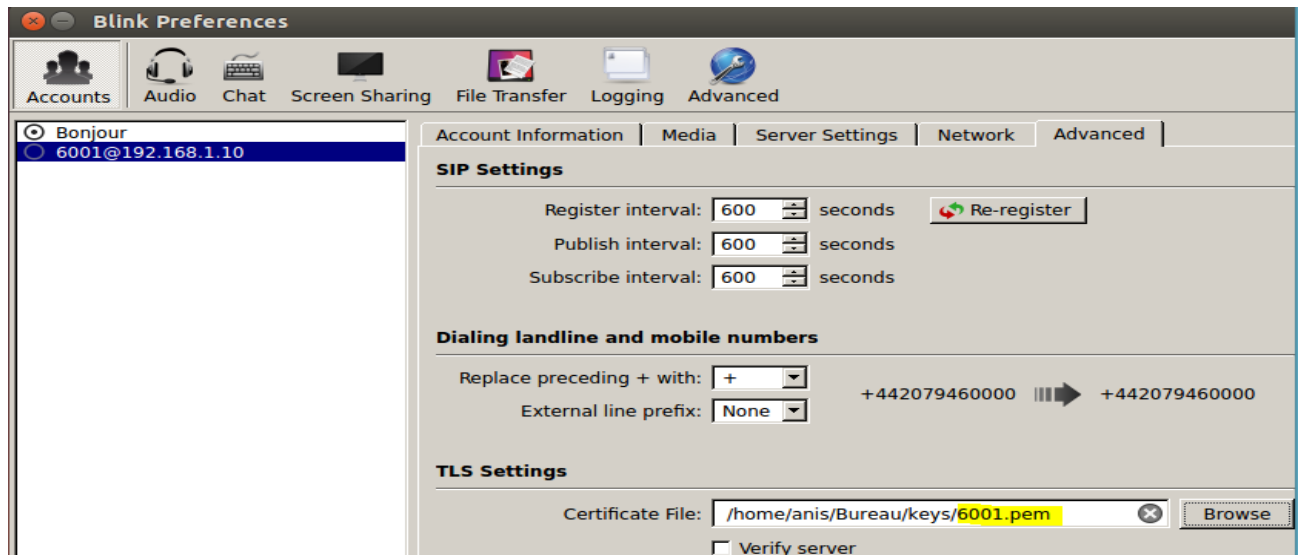 Blink Preferences
Accounts
Audio
Chat
Screen Sharing
File Transfer
Logging
Advanced
Bonjour
6001@192.168.1.10
Account Information
Media
Server Settings
Network
Advanced
SIP Settings
Register interval: 600 seconds Re-register
Publish interval: 600 seconds
Subscribe interval: 600 seconds
Dialing landline and mobile numbers
Replace preceding + with: +
External line prefix: None
+442079460000 +442079460000
TLS Settings
Certificate File: /home/anis/Bureau/keys/6001.pem Browse
Verify server